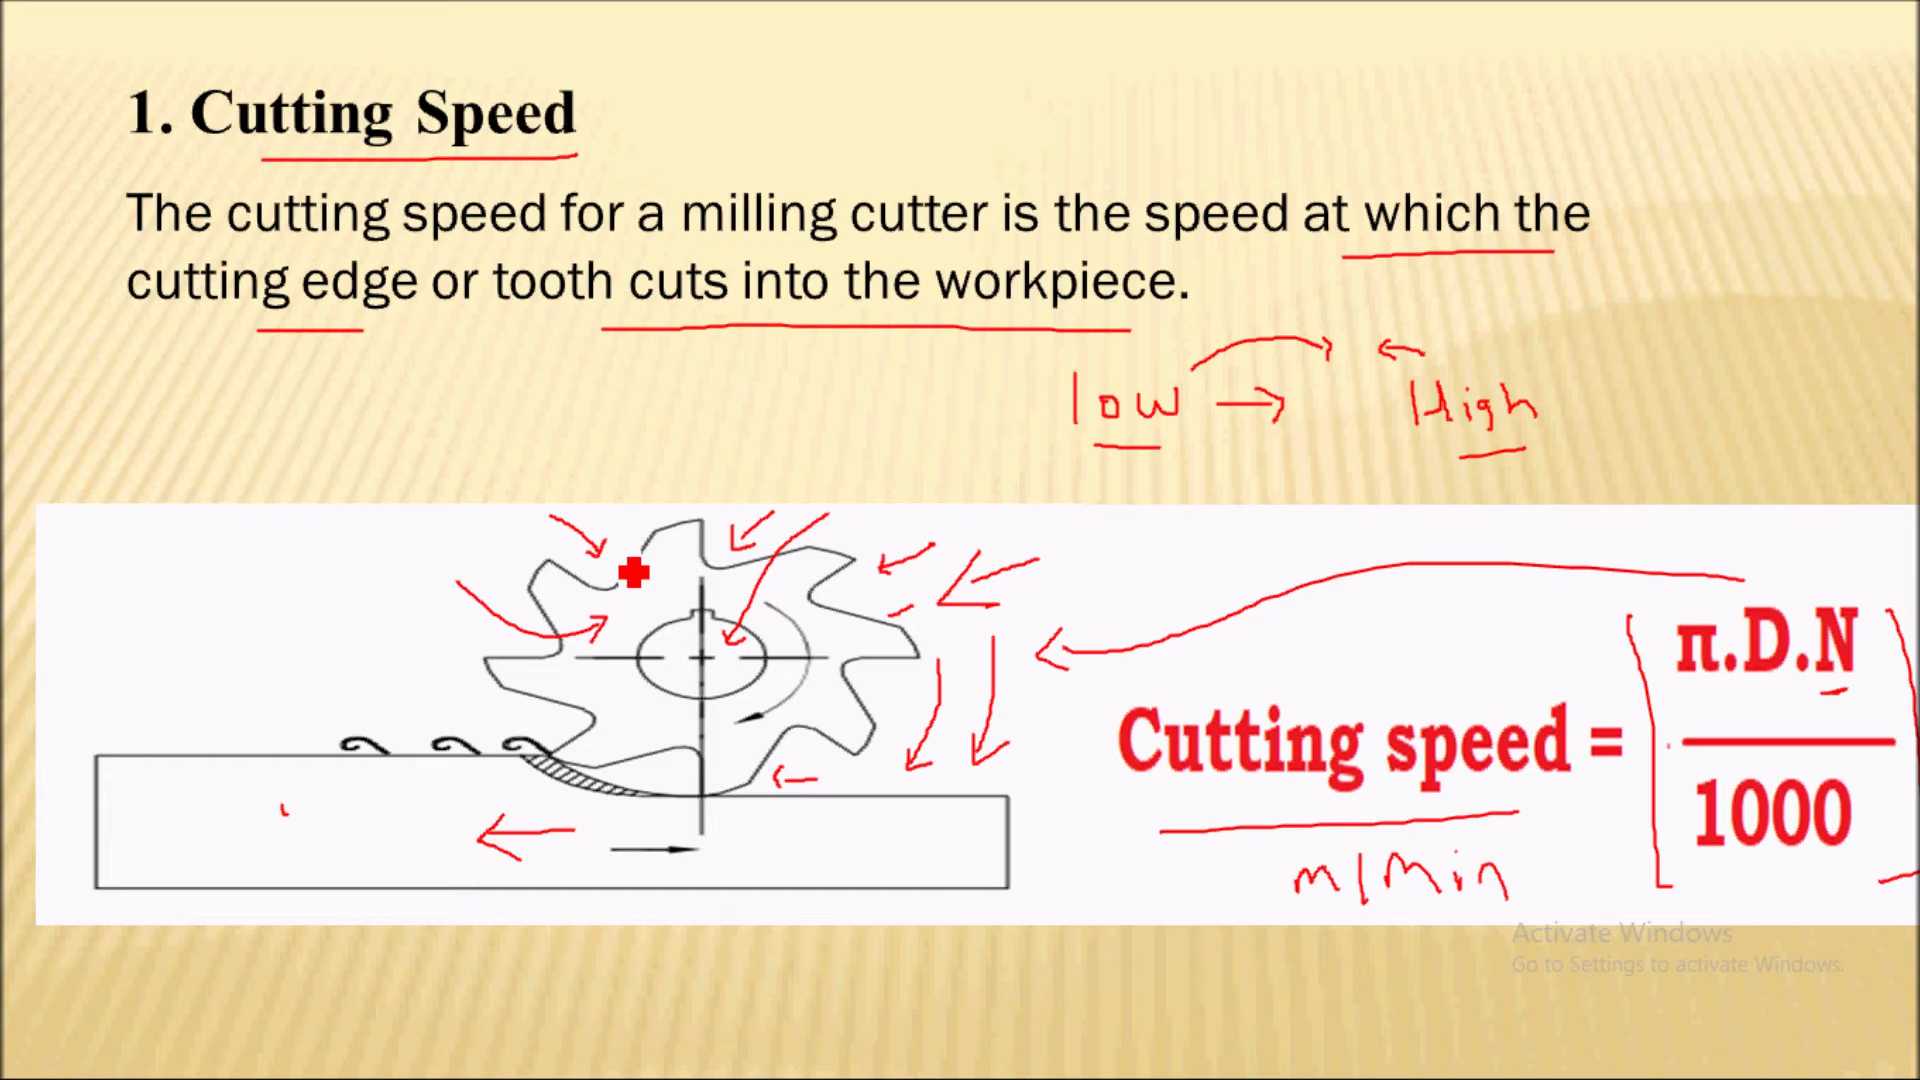 1. Cutting Speed
The cutting speed for a milling cutter is the speed at which the
cutting edge or tooth cuts into the workpiece.
low → High
Cutting speed = π.D.N
1000
m/Min
Activate Windows
Go to Settings to activate Windows.